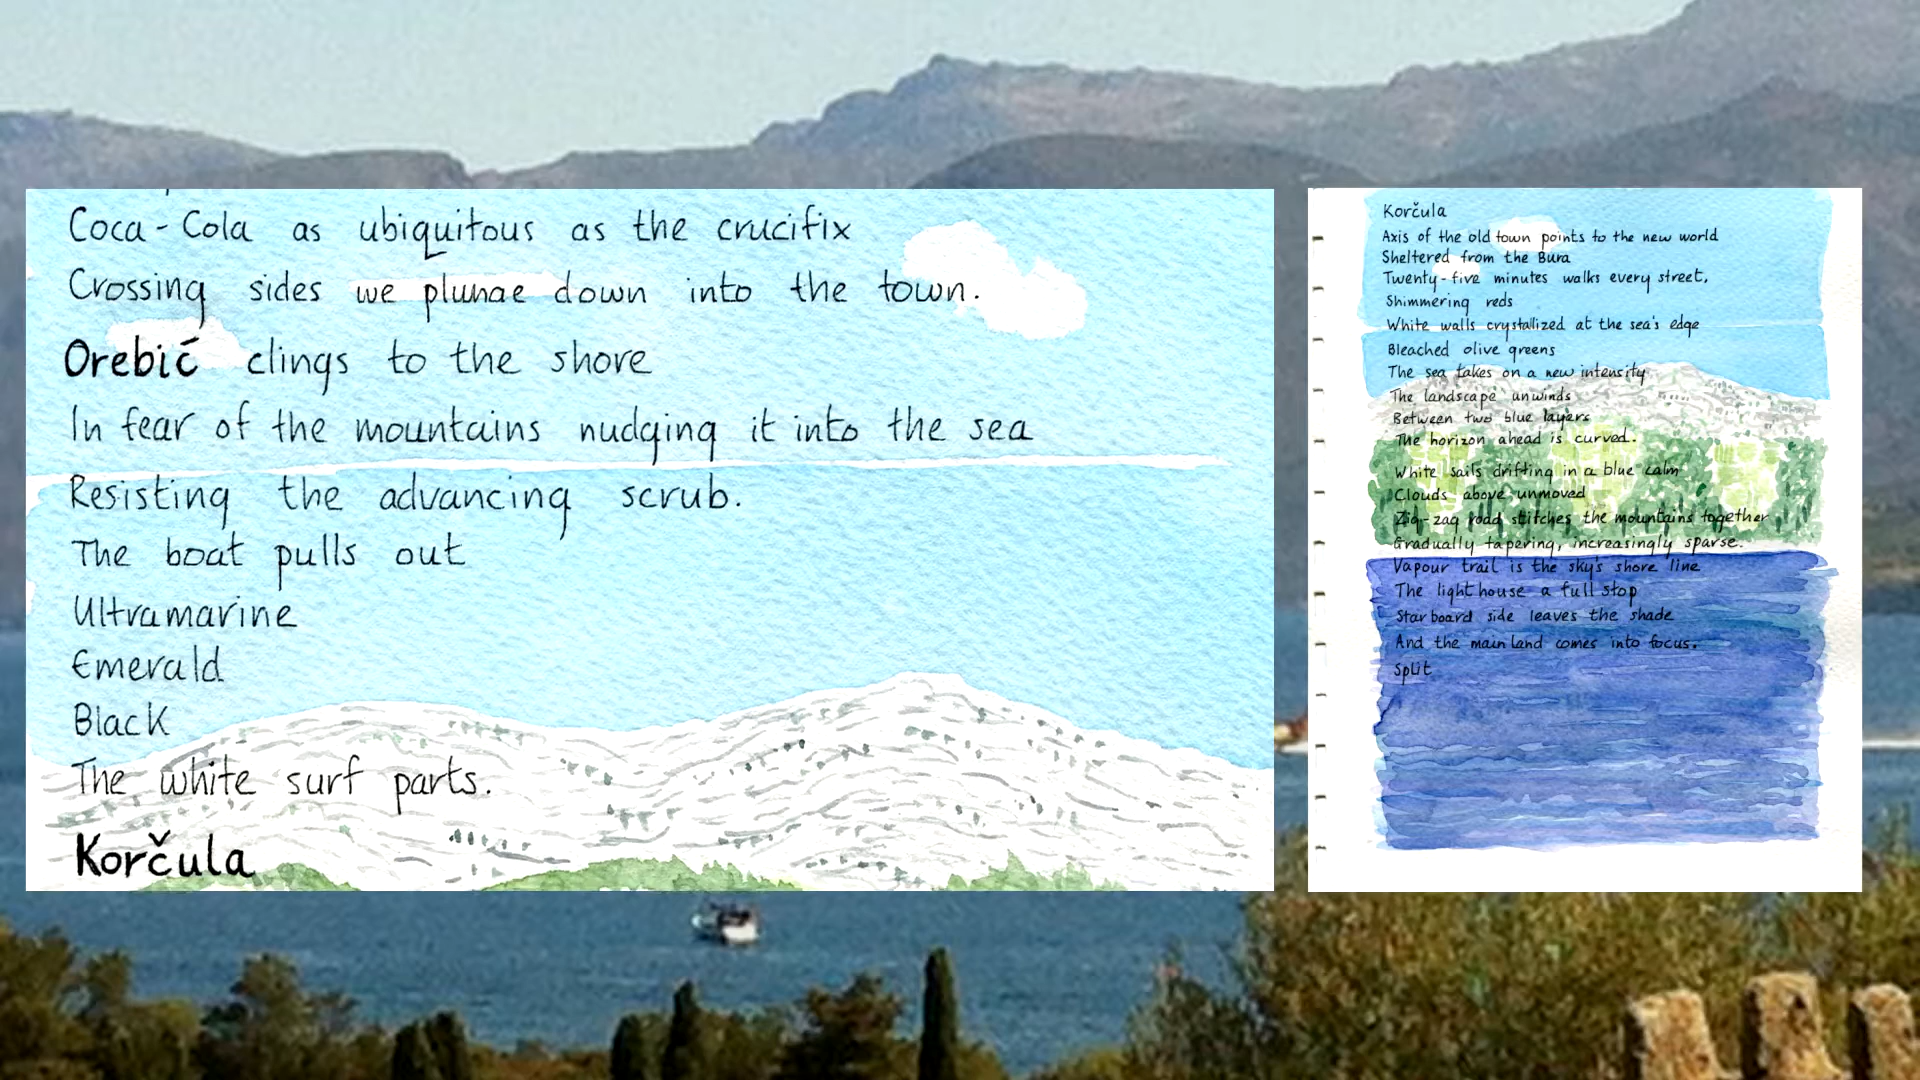 Coca-Cola as ubiquitous as the crucifix
Crossing sides we plunge down into the town.
Orebić clings to the shore
In fear of the mountains nudging it into the sea
Resisting the advancing scrub.
The boat pulls out
Ultramarine
Emerald
Black
The white surf parts.
Korčula
Korčula
Axis of the old town points to the new world
Sheltered from the Bura
Twenty-five minutes walks every street,
Shimmering reds
White walls crystallized at the sea's edge
Bleached olive greens
The sea takes on a new intensity
The landscape unwinds
Between two blue layers
The horizon ahead is curved.
White sails drifting in a blue calm
Clouds above unmoved
Zig-zag road stitches the mountains together
Gradually tapering, increasingly sparse.
Vapour trail is the sky's shore line
The lighthouse a full stop
Starboard side leaves the shade
And the mainland comes into focus.
Split